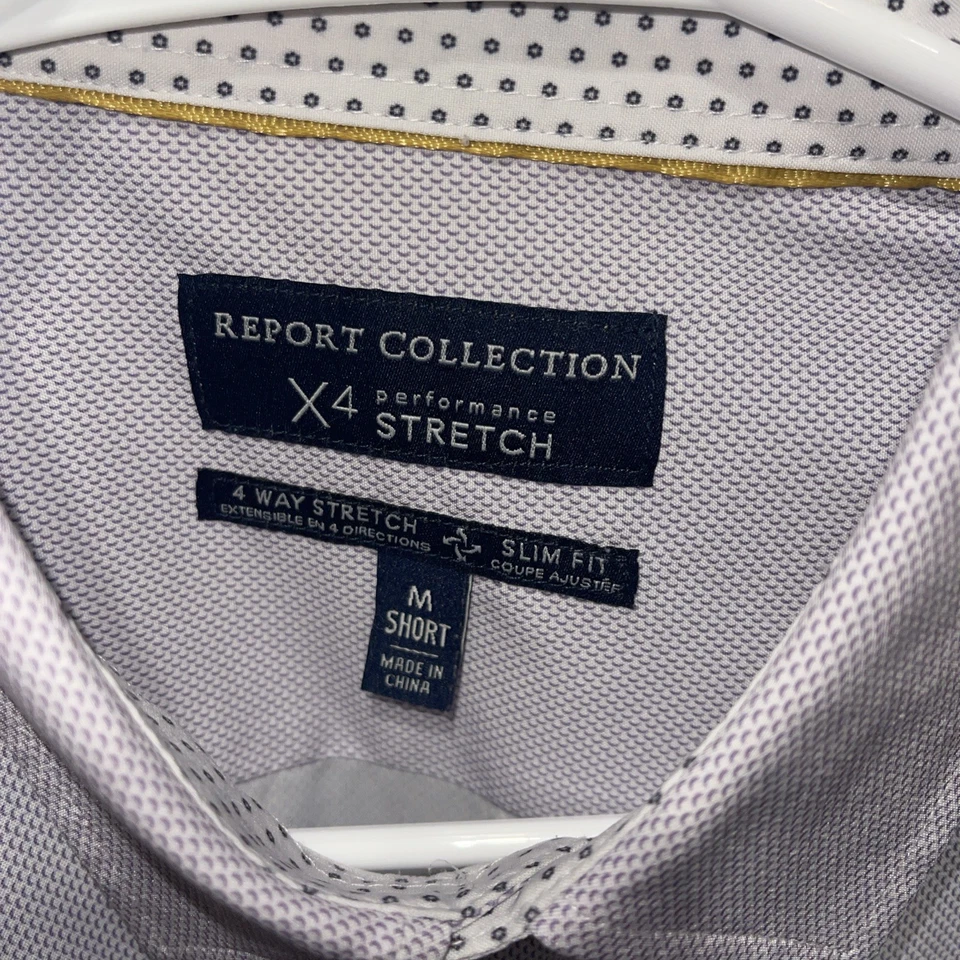 REPORT COLLECTION
X4 performance
STRETCH
4 WAY STRETCH
EXTENSIBLE EN 4 DIRECTIONS
SLIM FIT
COUPE AJUSTÉE
M
SHORT
MADE IN
CHINA